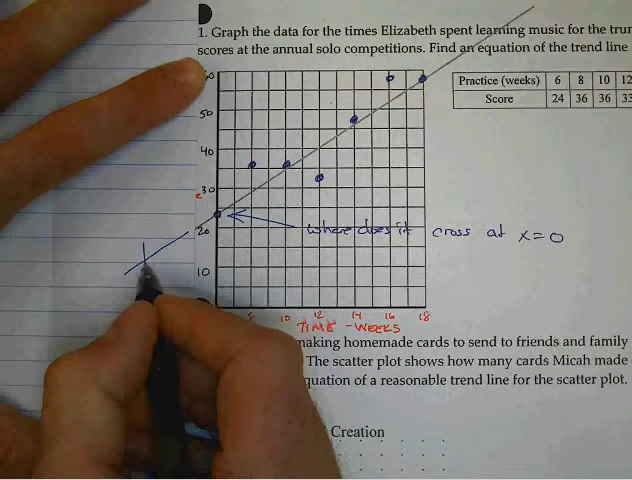 1. Graph the data for the times Elizabeth spent learning music for the
scores at the annual solo competitions. Find an equation of the trend line
Practice (weeks) 6 8 10 12
Score 24 36 36 33
50
40
30
where does it cross at x=0
20
10
8 10 12 14 16 18
TIME - WEEKS
making homemade cards to send to friends and family
The scatter plot shows how many cards Micah made
equation of a reasonable trend line for the scatter plot.
Creation